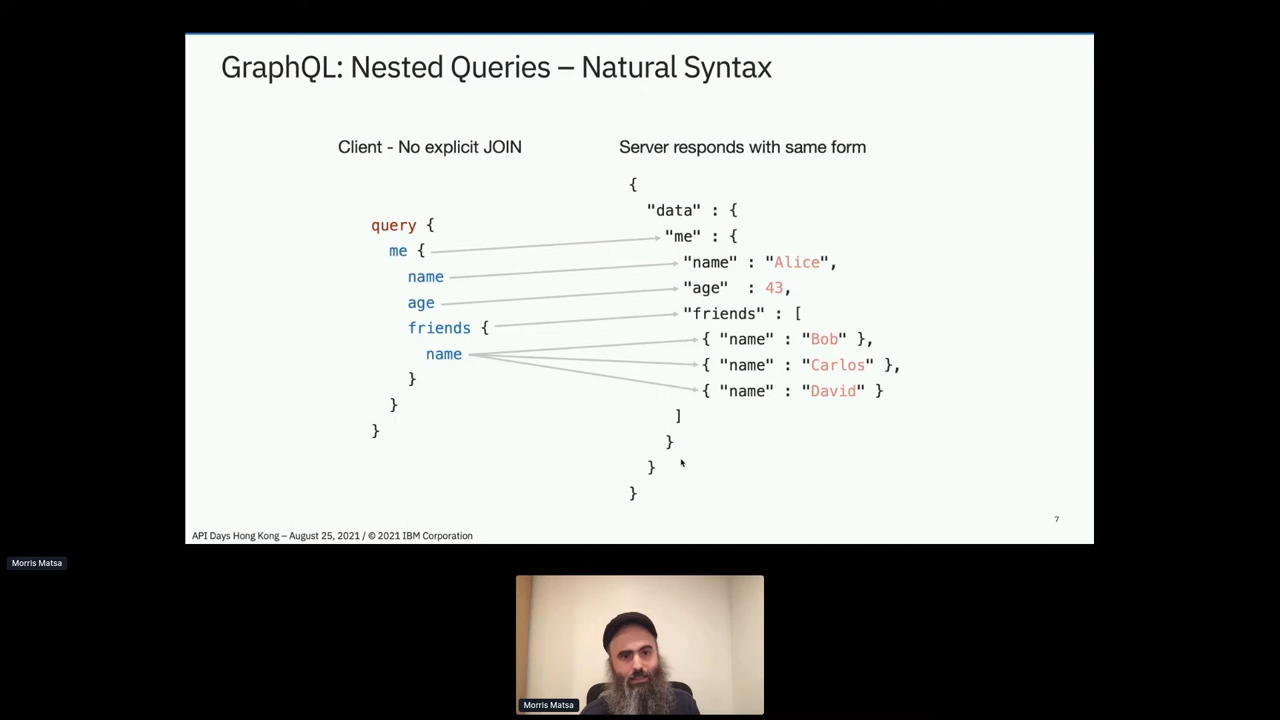 GraphQL: Nested Queries – Natural Syntax
Client - No explicit JOIN
query {
me {
name
age
friends {
name
}
}
}
Server responds with same form
{
"data" : {
"me" : {
"name" : "Alice",
"age" : 43,
"friends" : [
{ "name" : "Bob" },
{ "name" : "Carlos" },
{ "name" : "David" }
]
}
}
}
7
API Days Hong Kong – August 25, 2021 / © 2021 IBM Corporation
Morris Matsa
Morris Matsa